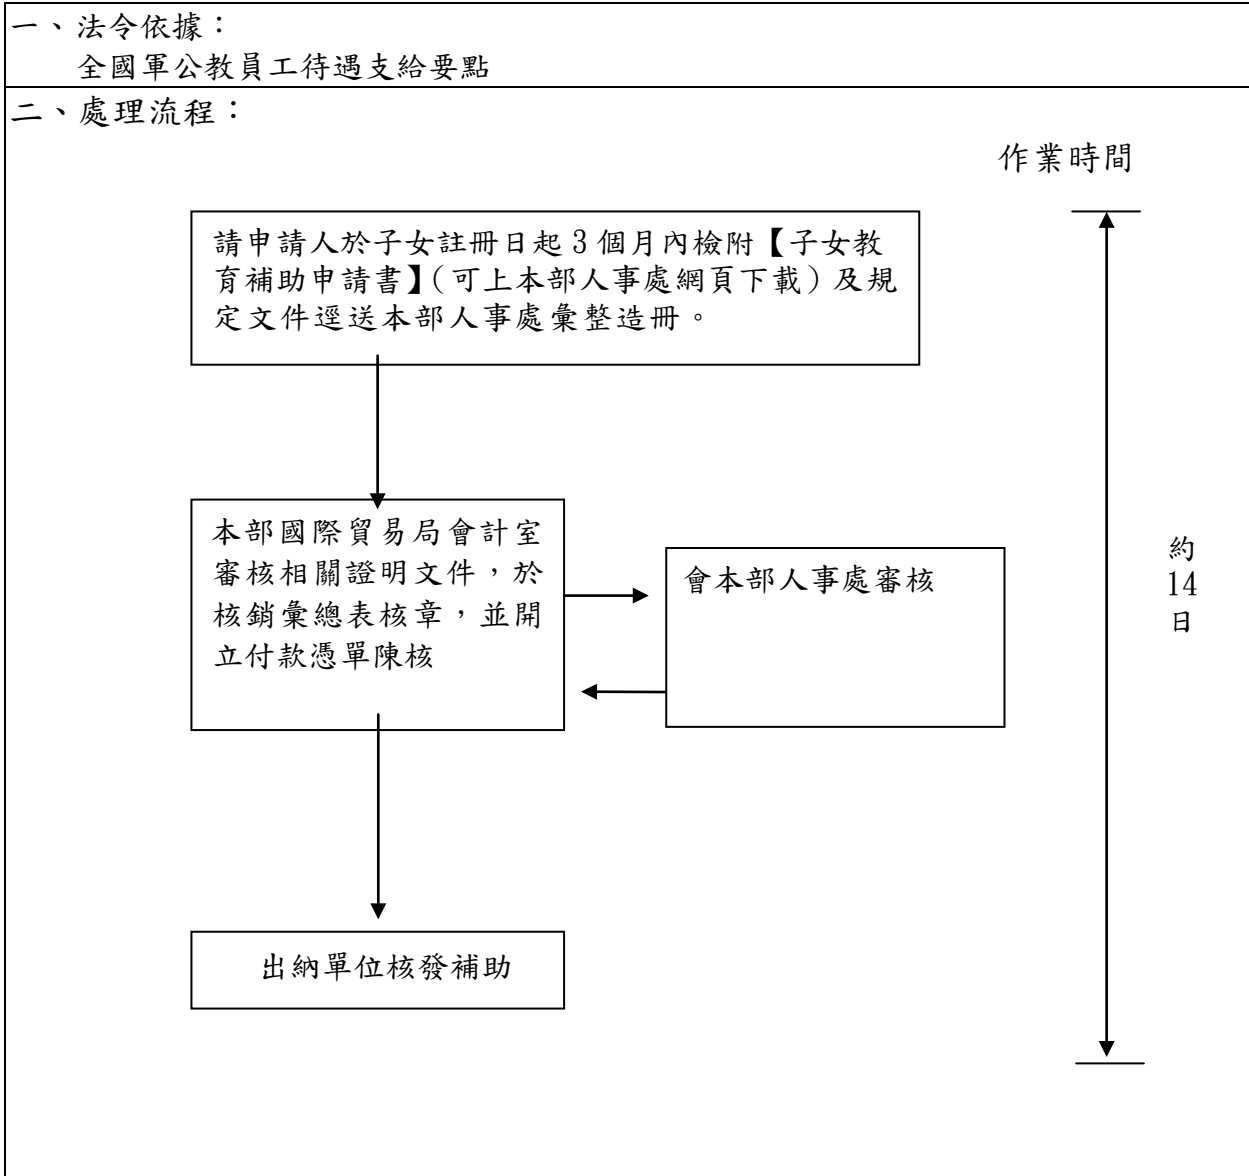 一、法令依據：
全國軍公教員工待遇支給要點
二、處理流程：
作業時間
請申請人於子女註冊日起3個月內檢附【子女教
育補助申請書】(可上本部人事處網頁下載)及規
定文件逕送本部人事處彙整造冊。
本部國際貿易局會計室
審核相關證明文件，於
核銷彙總表核章，並開
立付款憑單陳核
會本部人事處審核
約
14
日
出納單位核發補助